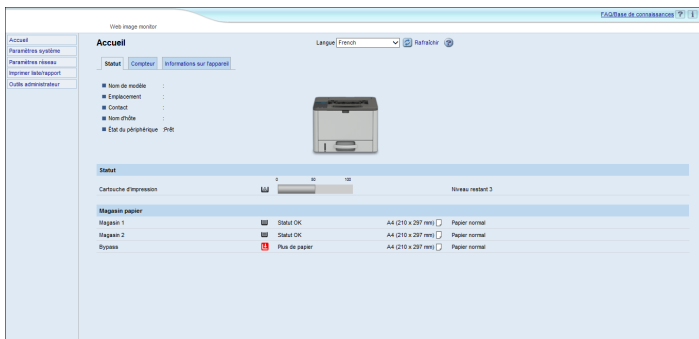 FAQ/Base de connaissances ? i
Web image monitor
Accueil
Paramètres système
Paramètres réseau
Imprimer liste/rapport
Outils administrateur
Accueil
Langue French Rafraîchir ?
Statut Compteur Informations sur l'appareil
Nom de modèle :
Emplacement :
Contact :
Nom d'hôte :
État du périphérique :Prêt
Statut
0 50 100
Cartouche d'impression Niveau restant 3
Magasin papier
Magasin 1 Statut OK A4 (210 x 297 mm) Papier normal
Magasin 2 Statut OK A4 (210 x 297 mm) Papier normal
Bypass Plus de papier A4 (210 x 297 mm) Papier normal